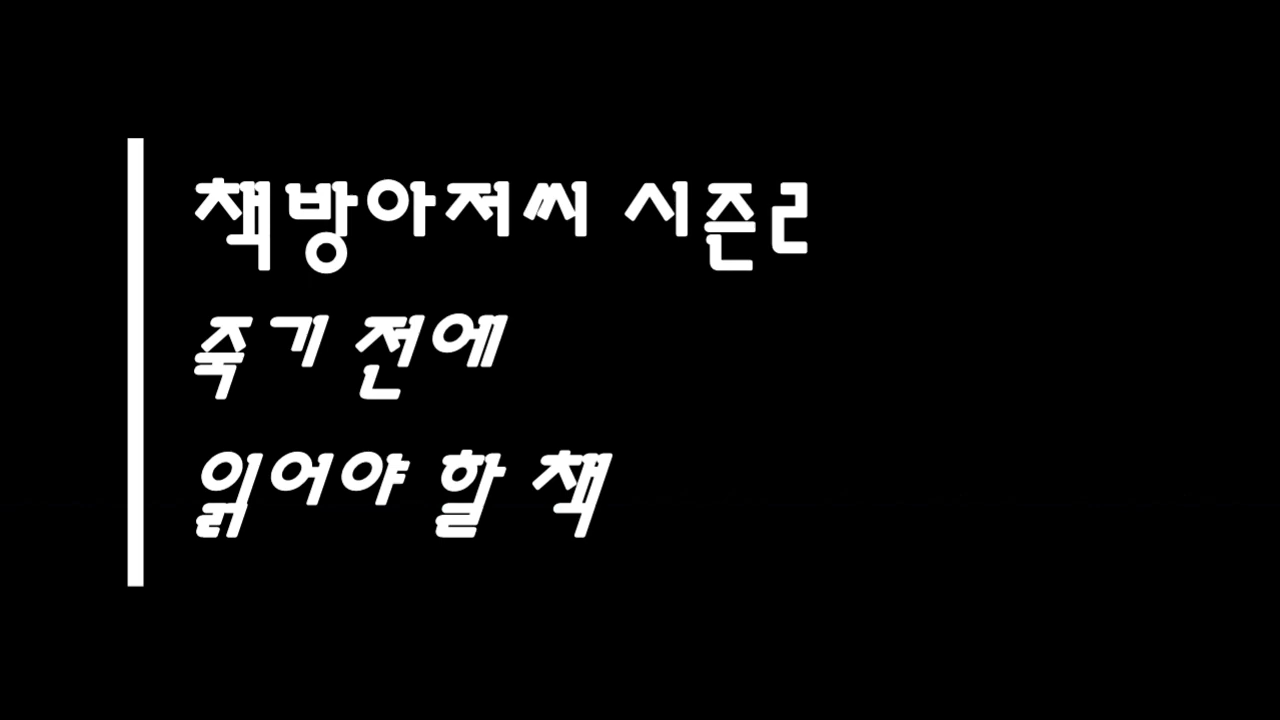 책방아저씨 시즌2
죽기 전에
읽어야 할 책